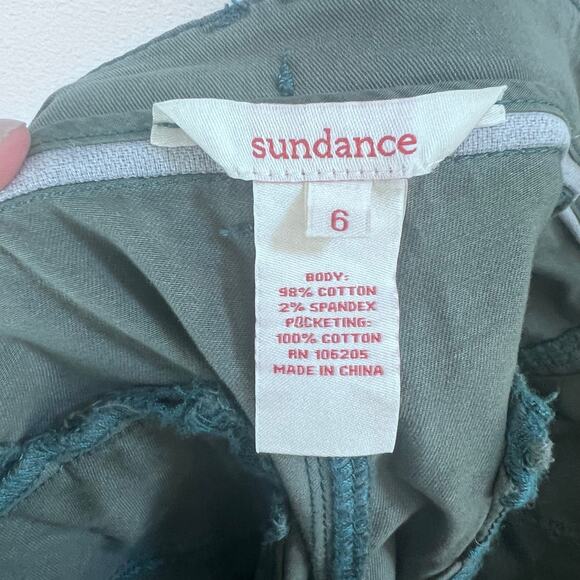 sundance
6
BODY:
98% COTTON
2% SPANDEX
POCKETING:
100% COTTON
RN 106205
MADE IN CHINA